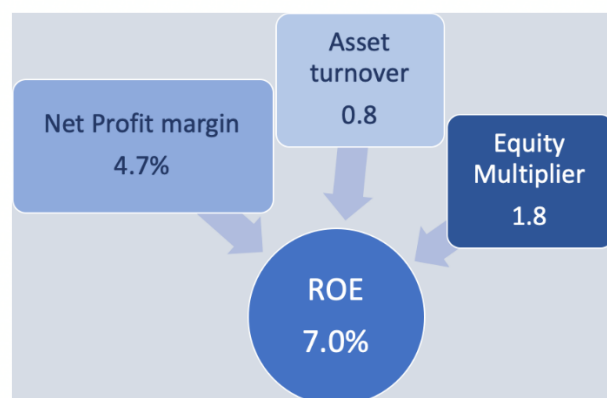 Net Profit margin
4.7%
Asset
turnover
0.8
Equity
Multiplier
1.8
ROE
7.0%